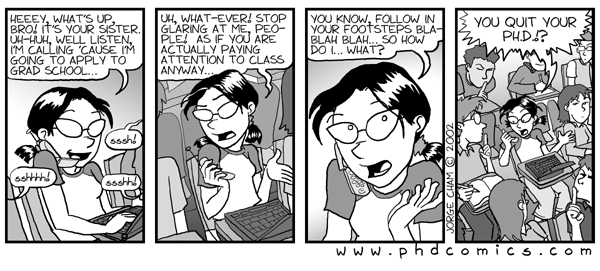 HEEEY, WHAT'S UP,
BRO! IT'S YOUR SISTER.
UH-HUH, WELL LISTEN,
I'M CALLING 'CAUSE I'M
GOING TO APPLY TO
GRAD SCHOOL...
sssh!
sshhhh!
ssshh!
UH, WHAT-EVER! STOP
GLARING AT ME, PEO-
PLE! AS IF YOU ARE
ACTUALLY PAYING
ATTENTION TO CLASS
ANYWAY...
YOU KNOW, FOLLOW IN
YOUR FOOTSTEPS BLA-
BLAH BLAH... SO HOW
DO I... WHAT?
YOU QUIT YOUR
PH.D.!?
JORGE CHAM © 2002
www.phdcomics.com